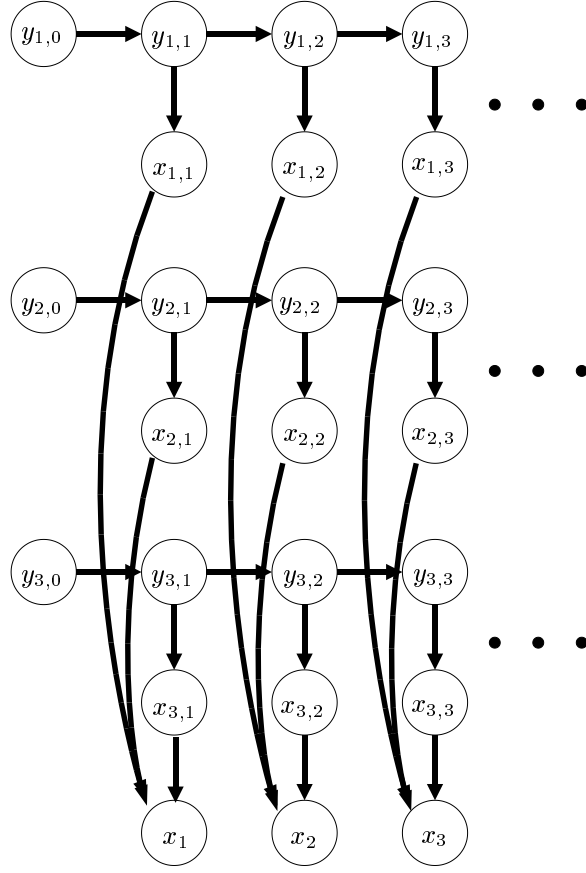 y1,0 y1,1 y1,2 y1,3
x1,1 x1,2 x1,3
y2,0 y2,1 y2,2 y2,3
x2,1 x2,2 x2,3
y3,0 y3,1 y3,2 y3,3
x3,1 x3,2 x3,3
x1 x2 x3